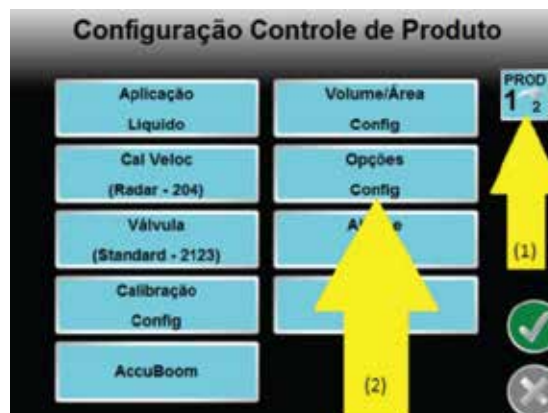 Configuração Controle de Produto
PROD
1 2
Aplicação
Líquido
Volume/Área
Config
Cal Veloc
(Radar - 204)
Opções
Config
Válvula
(Standard - 2123)
(1)
Calibração
Config
AccuBoom
(2)